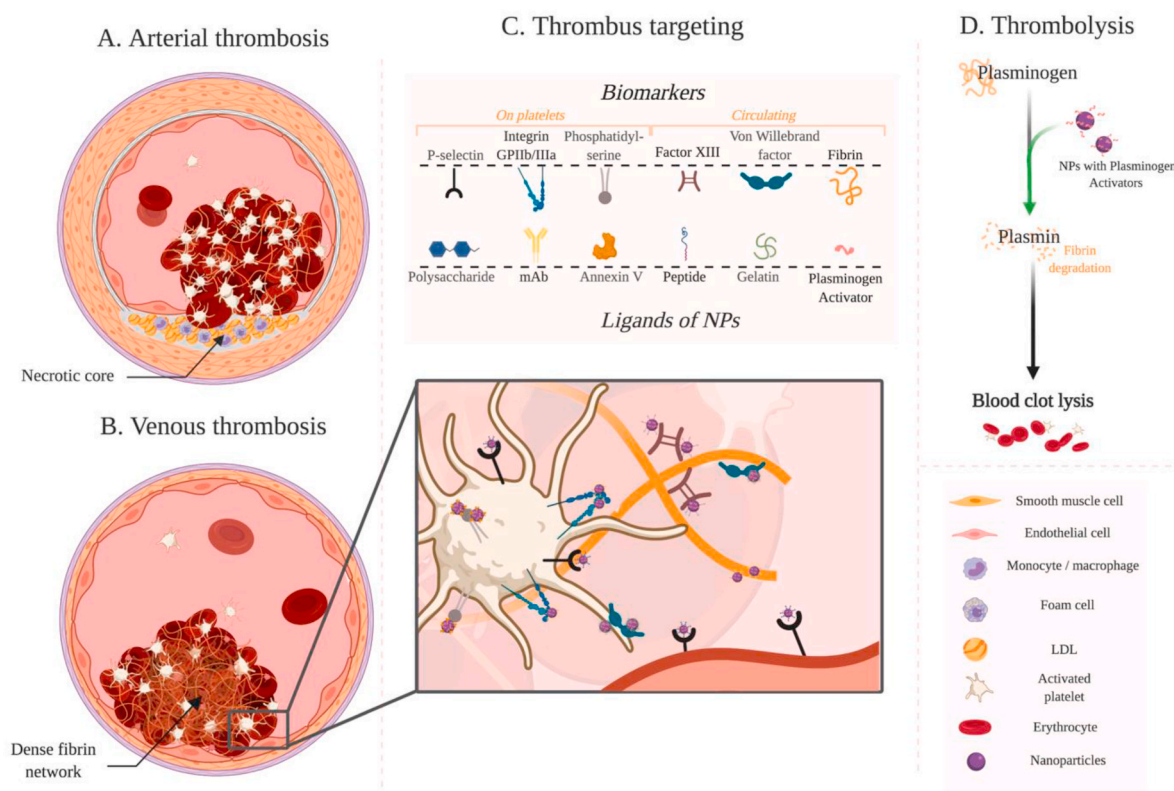 A. Arterial thrombosis
Necrotic core
B. Venous thrombosis
Dense fibrin
network
C. Thrombus targeting
Biomarkers
On platelets
Circulating
P-selectin
Integrin
GPIIb/IIIa
Phosphatidyl-
serine
Factor XIII
Von Willebrand
factor
Fibrin
Polysaccharide
mAb
Annexin V
Peptide
Gelatin
Plasminogen
Activator
Ligands of NPs
D. Thrombolysis
Plasminogen
NPs with Plasminogen
Activators
Plasmin
Fibrin
degradation
Blood clot lysis
Smooth muscle cell
Endothelial cell
Monocyte / macrophage
Foam cell
LDL
Activated
platelet
Erythrocyte
Nanoparticles